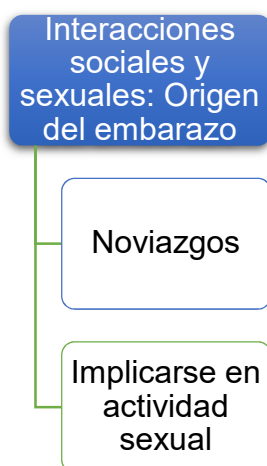 Interacciones
sociales y
sexuales: Origen
del embarazo
Noviazgos
Implicarse en
actividad
sexual